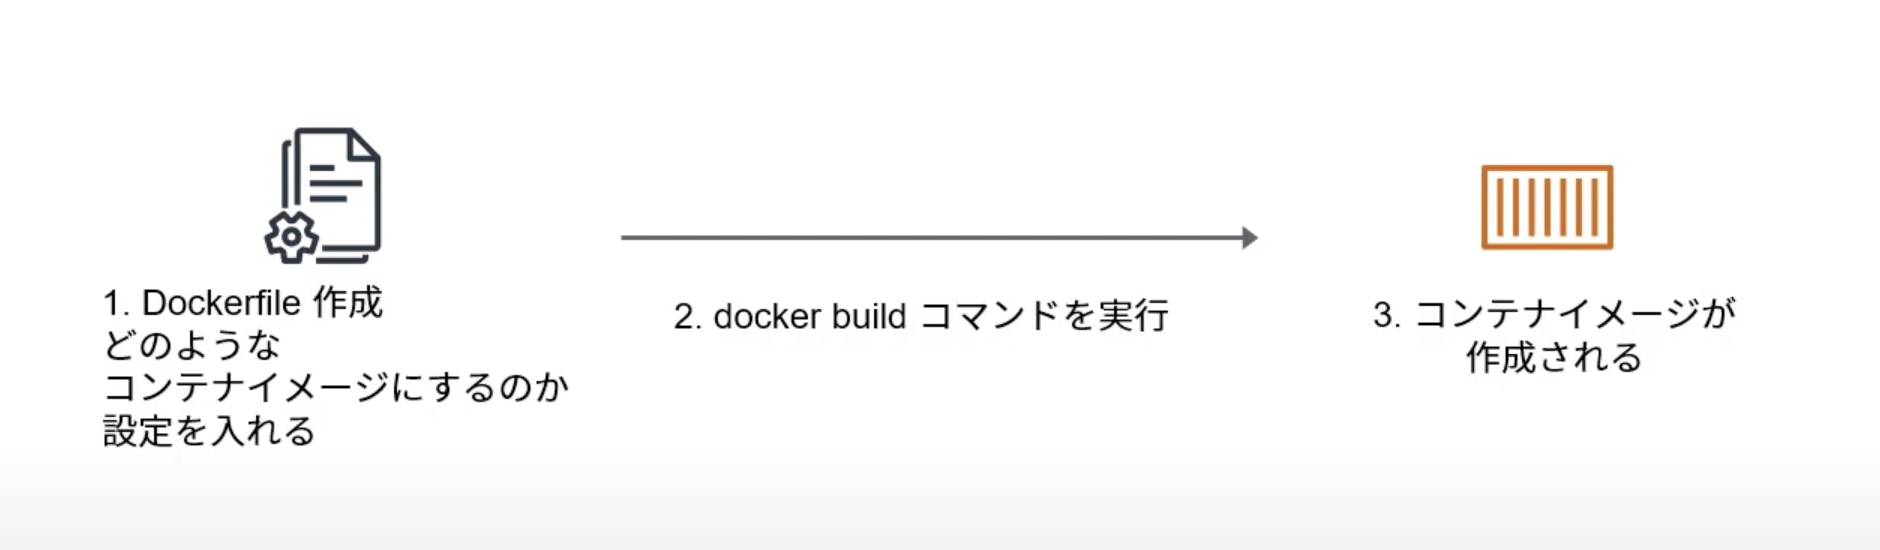 1. Dockerfile 作成
どのような
コンテナイメージにするのか
設定を入れる
2. docker build コマンドを実行
3. コンテナイメージが
作成される